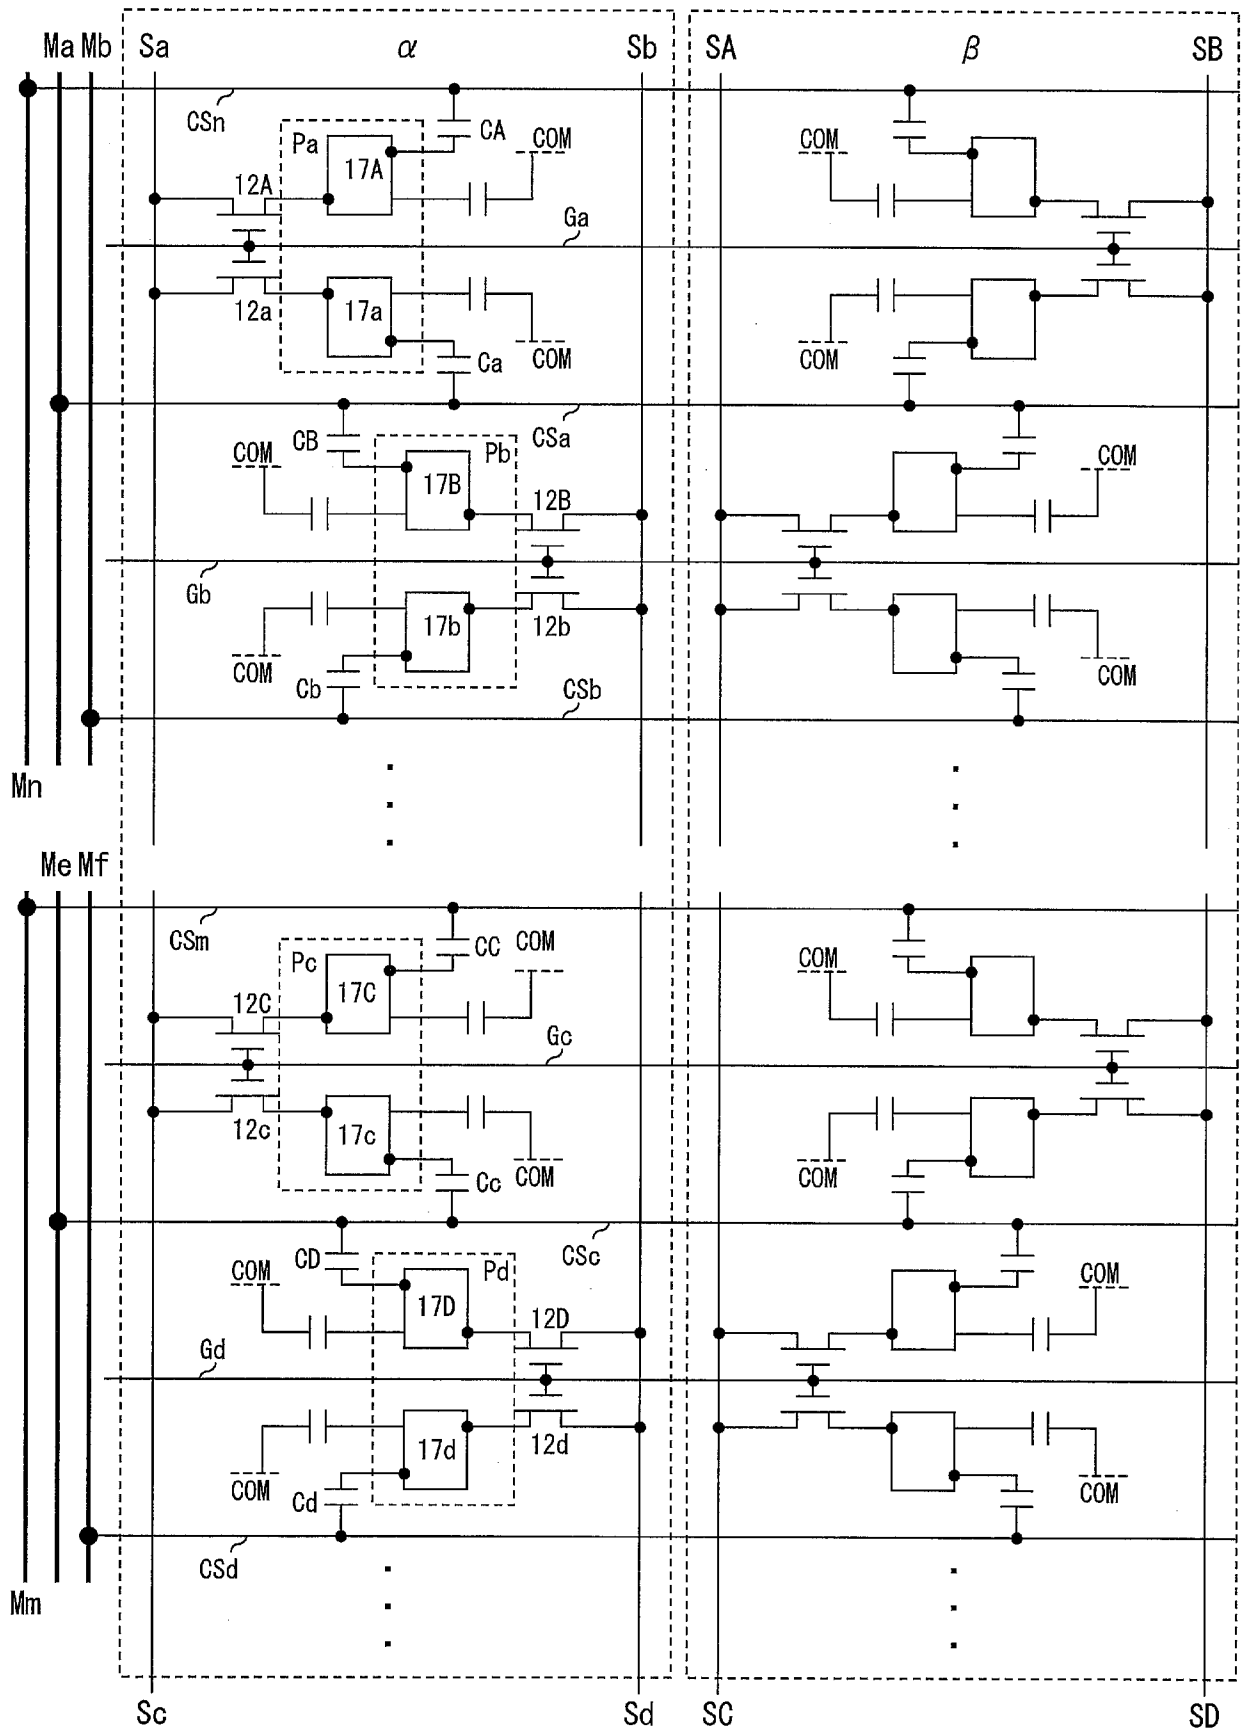 Ma Mb Sa α Sb SA β SB
CSn
CA
COM
COM
Pa
17A
12A
Ga
12a
17a
Ca
COM
COM
CB
CSa
COM
Pb
17B
12B
COM
Gb
17b
12b
COM
Cb
CSb
COM
Mn
Me Mf
CSm
CC
COM
COM
Pc
17C
12C
Gc
12c
17c
Cc
COM
COM
CD
CSc
COM
Pd
17D
12D
COM
Gd
17d
12d
COM
Cd
COM
CSd
Mm
Sc Sd SC SD